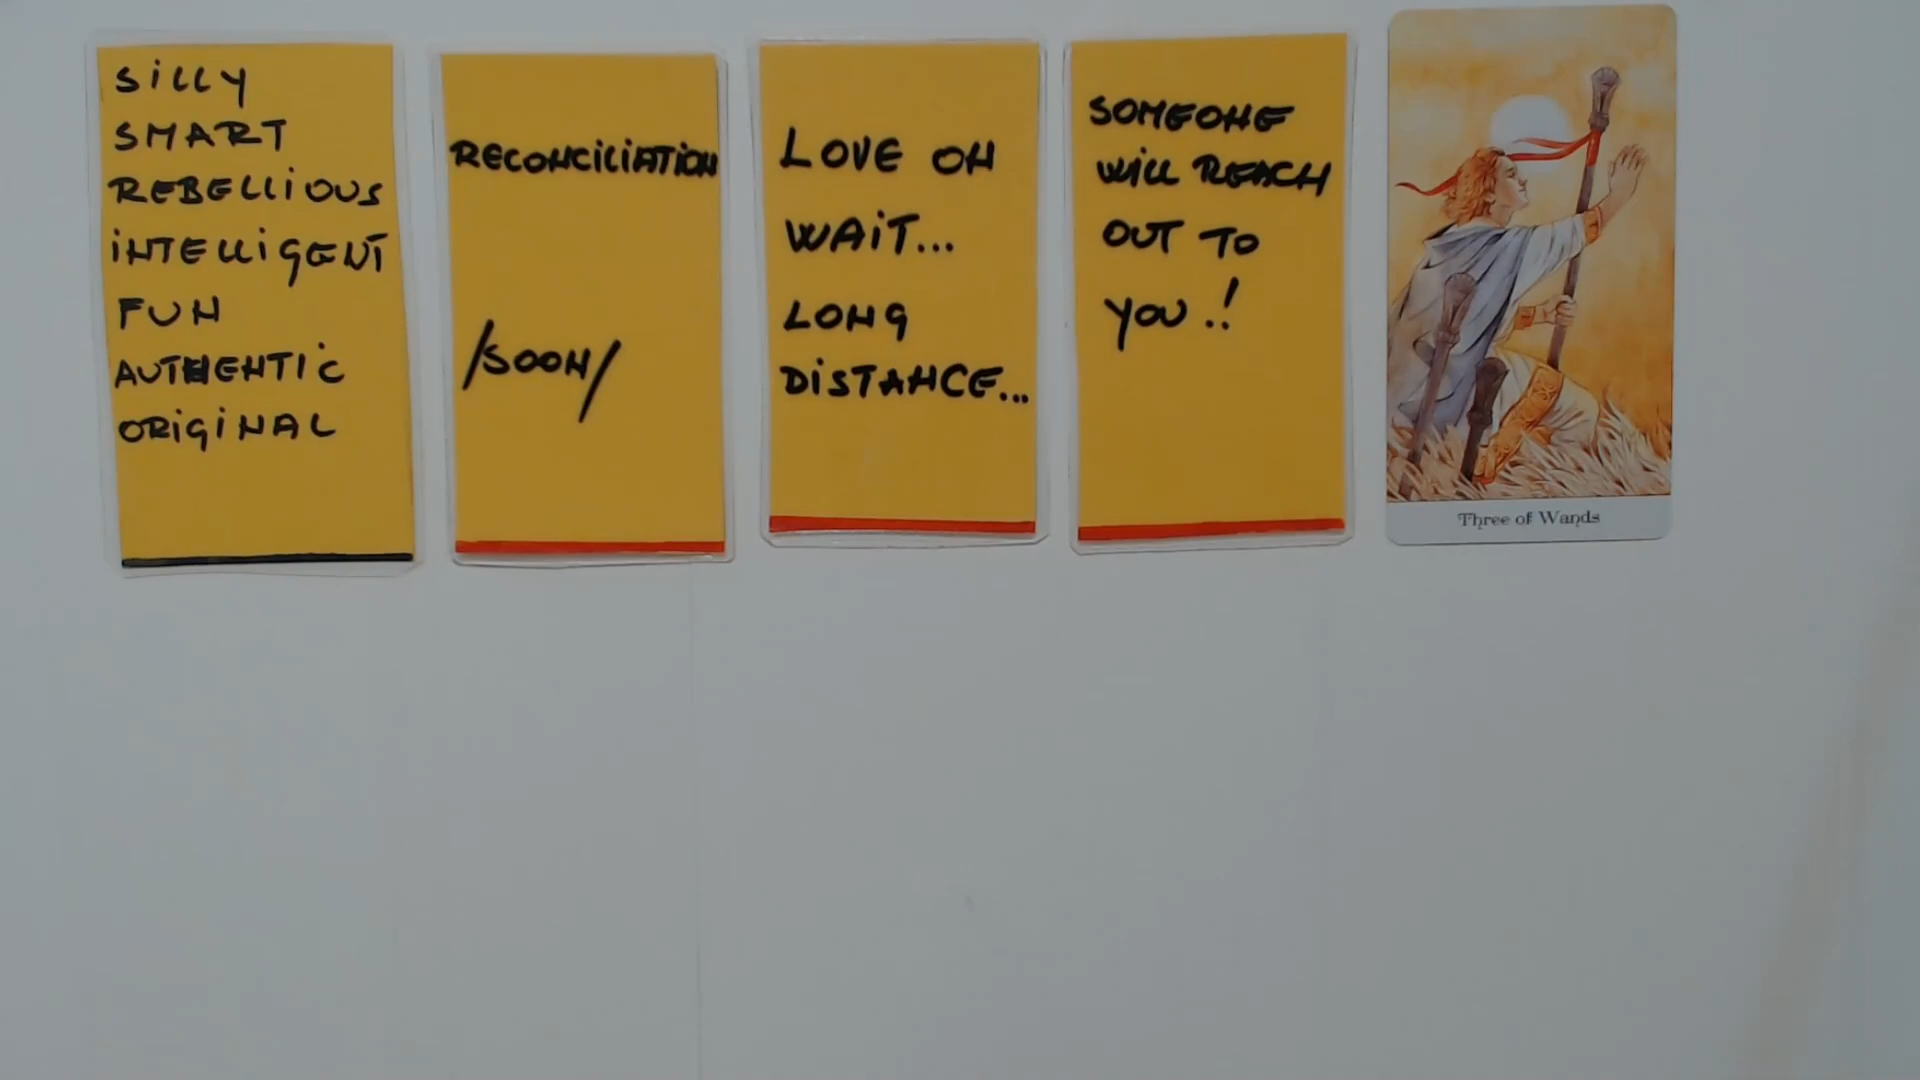 SILLY
SMART
REBELLIOUS
INTELLIGENT
FUN
AUTHENTIC
ORIGINAL
RECONCILIATION
/SOON/
LOVE ON
WAIT...
LONG
DISTANCE...
SOMEONE
WILL REACH
OUT TO
YOU.!
Three of Wands